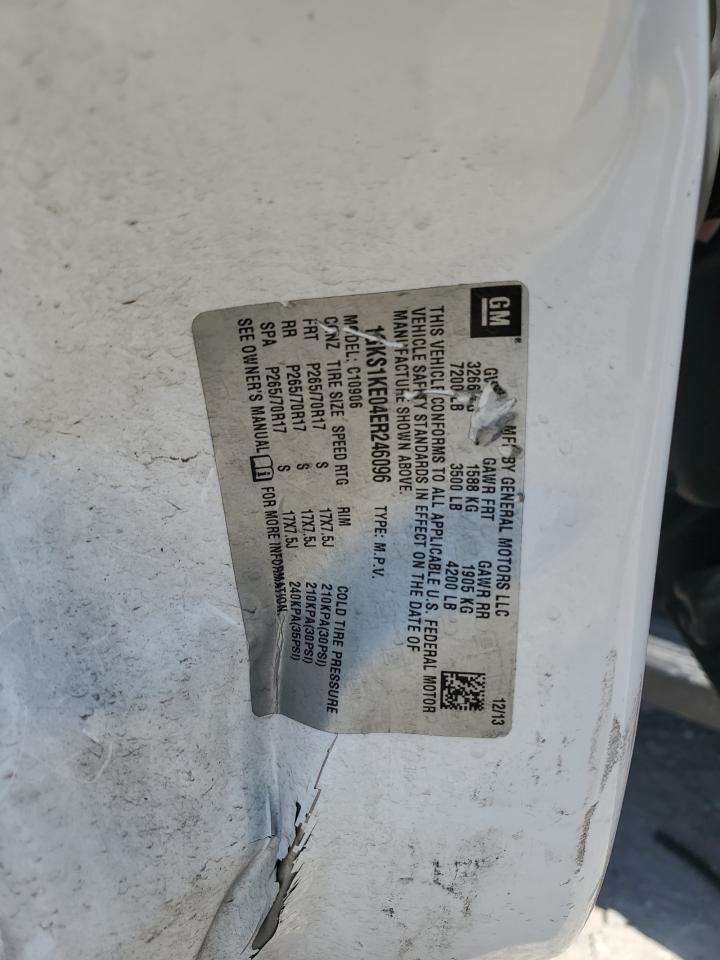 GM
MFD BY GENERAL MOTORS LLC 12/13
GAWR FRT GAWR RR
1588 KG 1905 KG
7200 LB 3500 LB 4200 LB
THIS VEHICLE CONFORMS TO ALL APPLICABLE U.S. FEDERAL MOTOR
VEHICLE SAFETY STANDARDS IN EFFECT ON THE DATE OF
MANUFACTURE SHOWN ABOVE.
TYPE: M.P.V.
MODEL: C10906
TIRE SIZE SPEED RTG RIM COLD TIRE PRESSURE
FRT P265/70R17 S 17X7.5J 210KPA(30PSI)
RR P265/70R17 S 17X7.5J 210KPA(30PSI)
SPA P265/70R17 S 17X7.5J 240KPA(35PSI)
SEE OWNER'S MANUAL FOR MORE INFORMATION